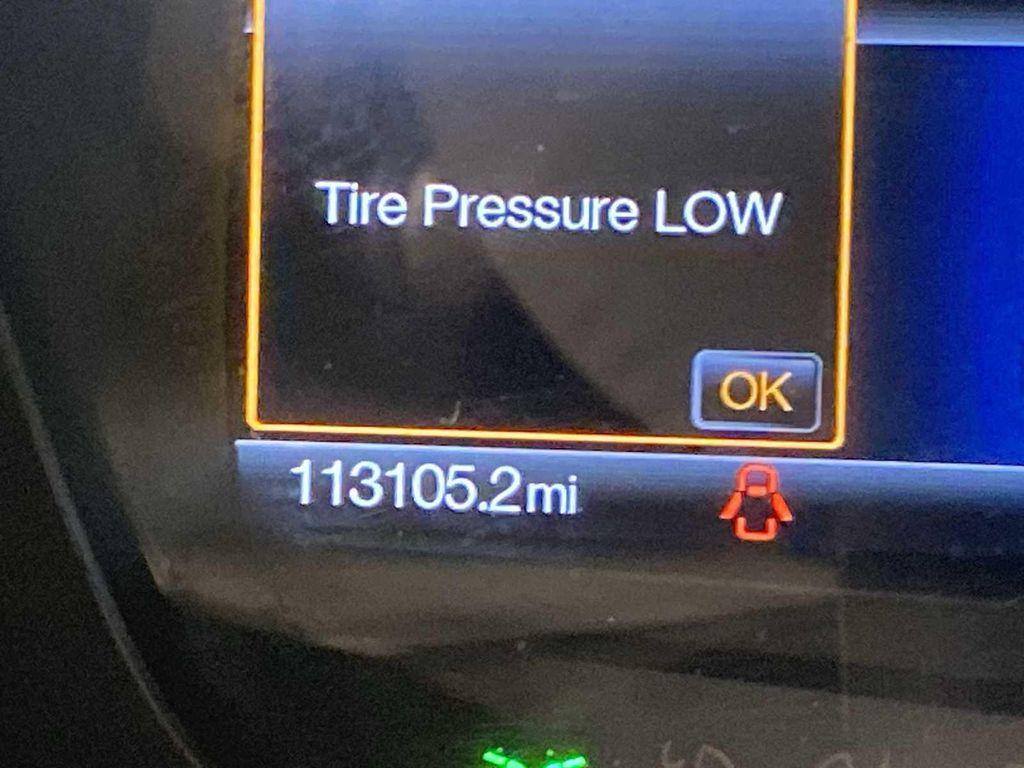 Tire Pressure LOW
OK
113105.2mi